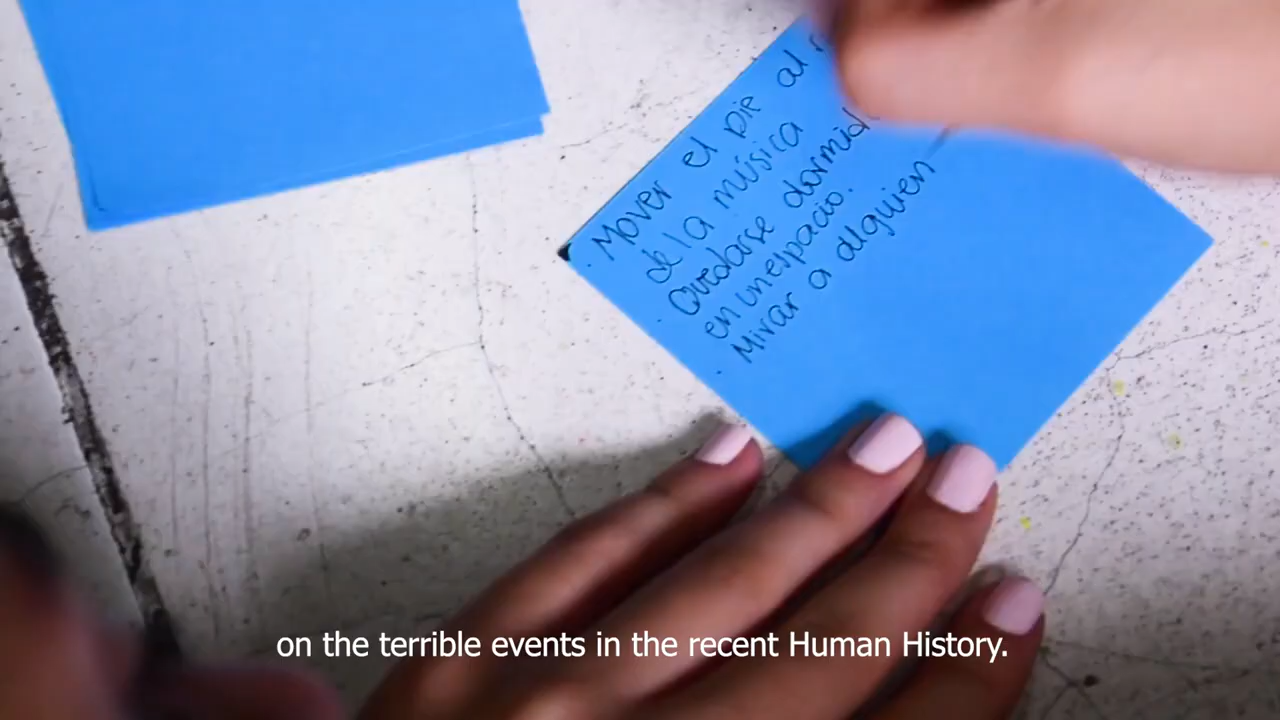 . Mover el pie al
de la música
. Quedarse
en un espacio.
. Mirar a alguien
on the terrible events in the recent Human History.